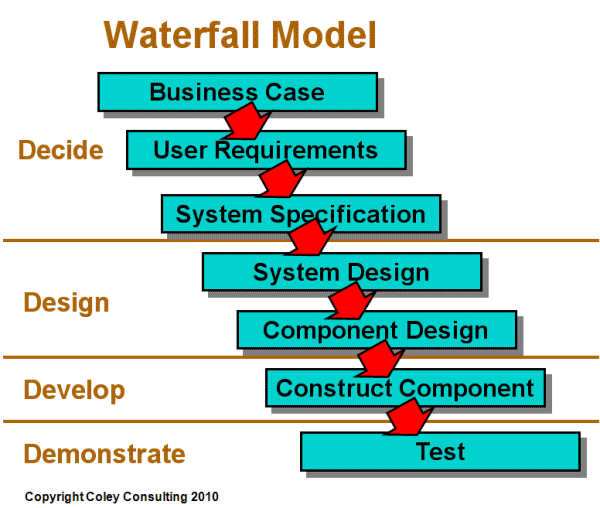 Waterfall Model
Business Case
Decide
User Requirements
System Specification
System Design
Design
Component Design
Develop
Construct Component
Demonstrate
Test
Copyright Coley Consulting 2010